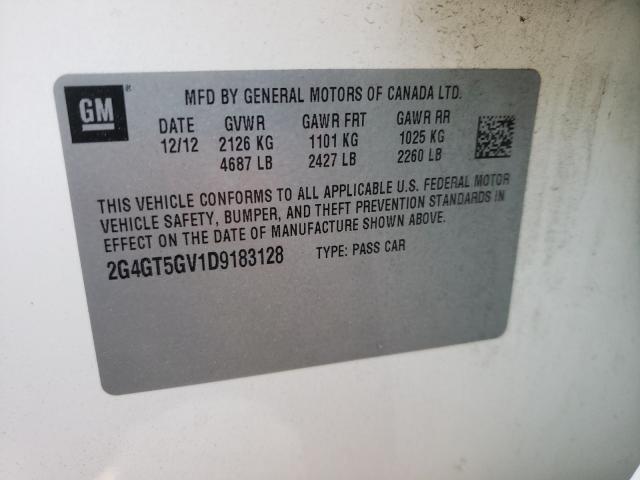 GM
MFD BY GENERAL MOTORS OF CANADA LTD.
DATE GVWR GAWR FRT GAWR RR
12/12 2126 KG 1101 KG 1025 KG
4687 LB 2427 LB 2260 LB
THIS VEHICLE CONFORMS TO ALL APPLICABLE U.S. FEDERAL MOTOR
VEHICLE SAFETY, BUMPER, AND THEFT PREVENTION STANDARDS IN
EFFECT ON THE DATE OF MANUFACTURE SHOWN ABOVE.
2G4GT5GV1D9183128 TYPE: PASS CAR